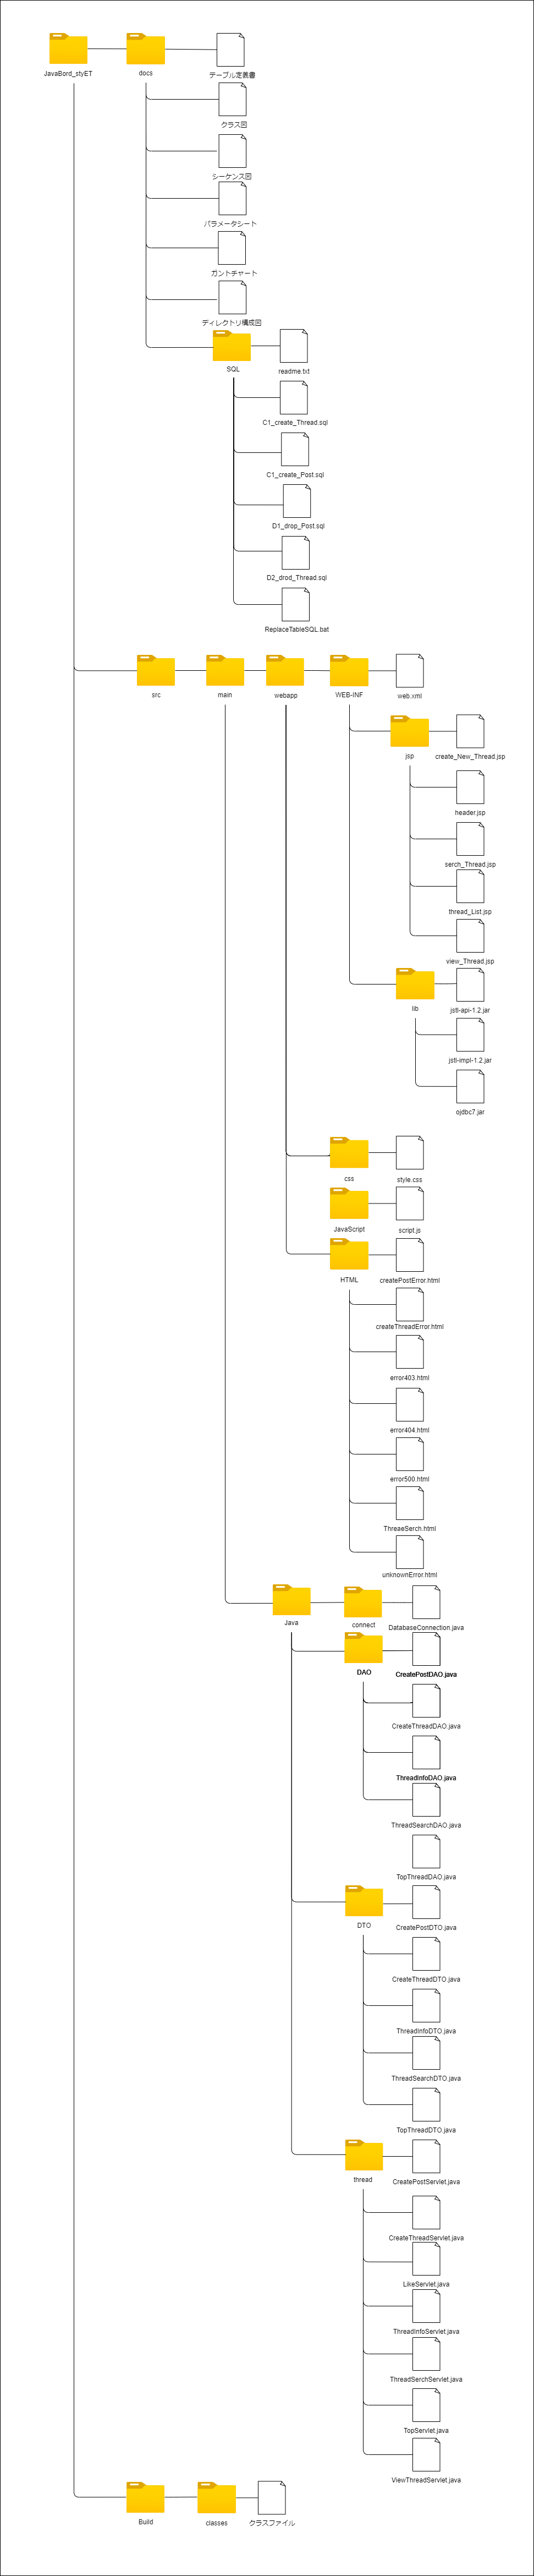 JavaBord_styET
docs
テーブル定義書
クラス図
シーケンス図
パラメータシート
ガントチャート
ディレクトリ構成図
SQL
readme.txt
C1_create_Thread.sql
C1_create_Post.sql
D1_drop_Post.sql
D2_drod_Thread.sql
ReplaceTableSQL.bat
src
main
webapp
WEB-INF
web.xml
jsp
create_New_Thread.jsp
header.jsp
serch_Thread.jsp
thread_List.jsp
view_Thread.jsp
lib
jstl-api-1.2.jar
jstl-impl-1.2.jar
ojdbc7.jar
css
style.css
JavaScript
script.js
HTML
createPostError.html
createThreadError.html
error403.html
error404.html
error500.html
ThreaeSerch.html
unknownError.html
Java
connect
DatabaseConnection.java
DAO
CreatePostDAO.java
CreateThreadDAO.java
ThreadInfoDAO.java
ThreadSearchDAO.java
TopThreadDAO.java
DTO
CreatePostDTO.java
CreateThreadDTO.java
ThreadInfoDTO.java
ThreadSearchDTO.java
TopThreadDTO.java
thread
CreatePostServlet.java
CreateThreadServlet.java
LikeServlet.java
ThreadInfoServlet.java
ThreadSerchServlet.java
TopServlet.java
ViewThreadServlet.java
Build
classes
クラスファイル